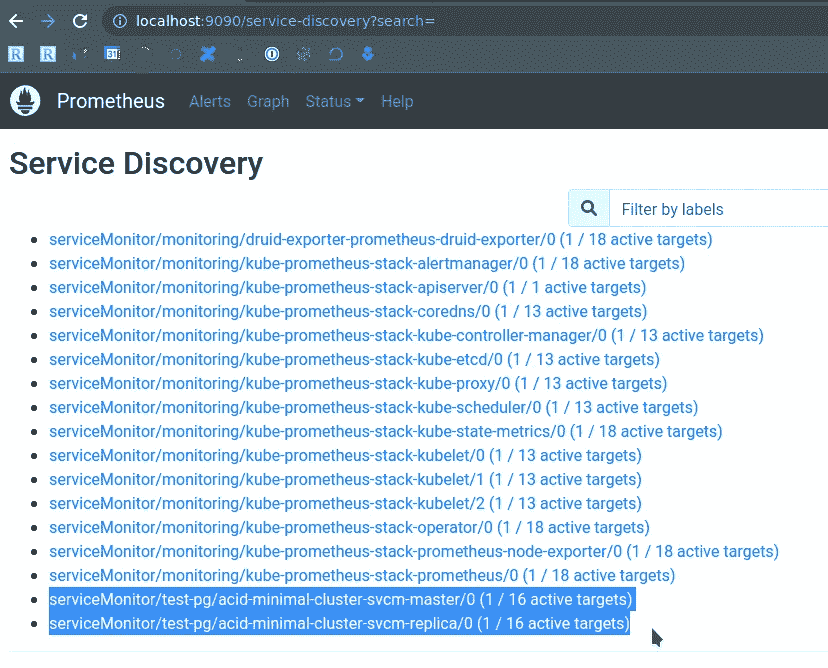 localhost:9090/service-discovery?search=
R R 31
Prometheus Alerts Graph Status Help
Service Discovery
Filter by labels
serviceMonitor/monitoring/druid-exporter-prometheus-druid-exporter/0 (1 / 18 active targets)
serviceMonitor/monitoring/kube-prometheus-stack-alertmanager/0 (1 / 18 active targets)
serviceMonitor/monitoring/kube-prometheus-stack-apiserver/0 (1 / 1 active targets)
serviceMonitor/monitoring/kube-prometheus-stack-coredns/0 (1 / 13 active targets)
serviceMonitor/monitoring/kube-prometheus-stack-kube-controller-manager/0 (1 / 13 active targets)
serviceMonitor/monitoring/kube-prometheus-stack-kube-etcd/0 (1 / 13 active targets)
serviceMonitor/monitoring/kube-prometheus-stack-kube-proxy/0 (1 / 13 active targets)
serviceMonitor/monitoring/kube-prometheus-stack-kube-scheduler/0 (1 / 13 active targets)
serviceMonitor/monitoring/kube-prometheus-stack-kube-state-metrics/0 (1 / 18 active targets)
serviceMonitor/monitoring/kube-prometheus-stack-kubelet/0 (1 / 13 active targets)
serviceMonitor/monitoring/kube-prometheus-stack-kubelet/1 (1 / 13 active targets)
serviceMonitor/monitoring/kube-prometheus-stack-kubelet/2 (1 / 13 active targets)
serviceMonitor/monitoring/kube-prometheus-stack-operator/0 (1 / 18 active targets)
serviceMonitor/monitoring/kube-prometheus-stack-prometheus-node-exporter/0 (1 / 18 active targets)
serviceMonitor/monitoring/kube-prometheus-stack-prometheus/0 (1 / 18 active targets)
serviceMonitor/test-pg/acid-minimal-cluster-svcm-master/0 (1 / 16 active targets)
serviceMonitor/test-pg/acid-minimal-cluster-svcm-replica/0 (1 / 16 active targets)